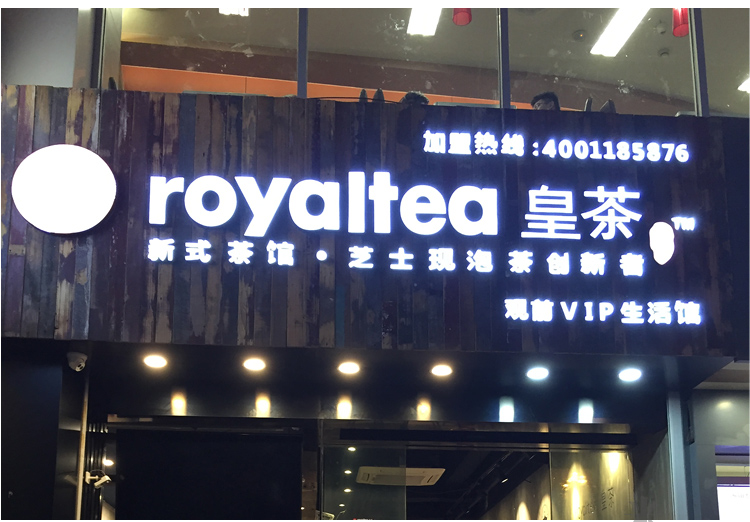 加盟热线:4001185876
royaltea 皇茶 TM
新式茶馆·芝士现泡茶创新者
观前VIP生活馆